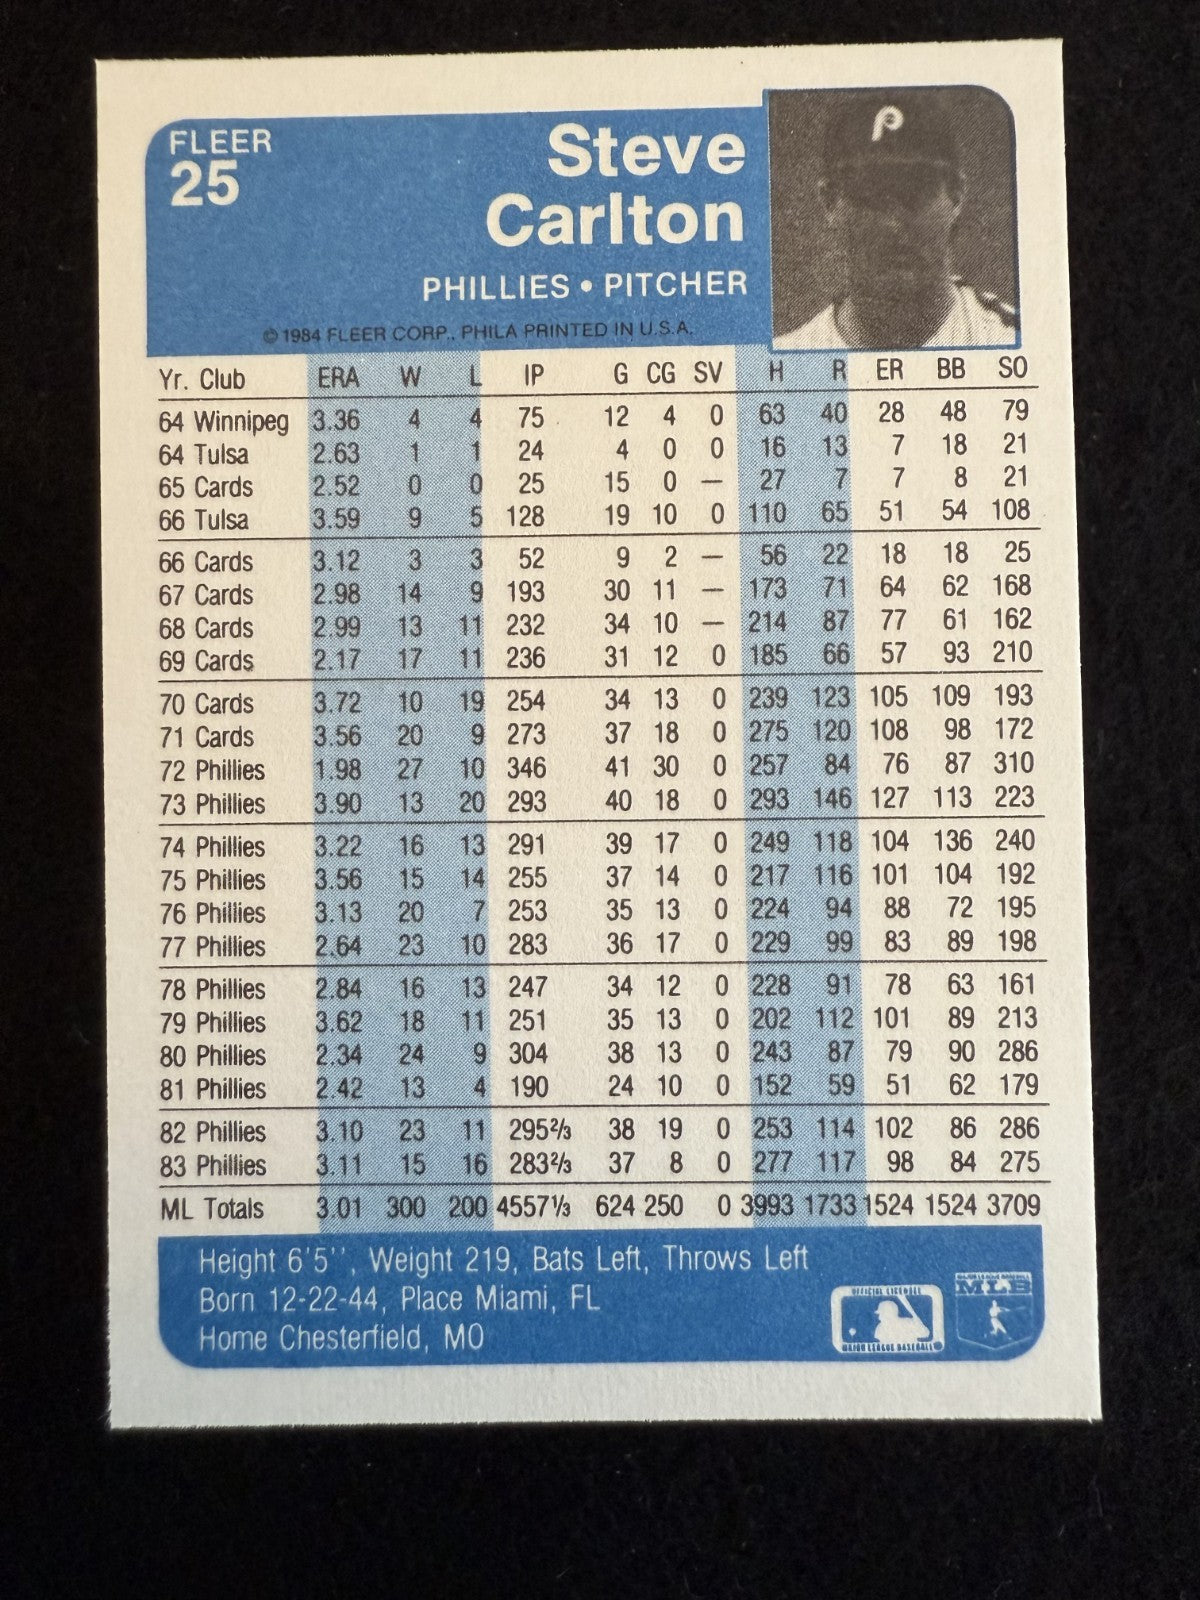 FLEER
25
Steve
Carlton
PHILLIES • PITCHER
© 1984 FLEER CORP., PHILA PRINTED IN U.S.A.
P
Yr. Club ERA W L IP G CG SV H R ER BB SO
64 Winnipeg 3.36 4 4 75 12 4 0 63 40 28 48 79
64 Tulsa 2.63 1 1 24 4 0 0 16 13 7 18 21
65 Cards 2.52 0 0 25 15 0 — 27 7 7 8 21
66 Tulsa 3.59 9 5 128 19 10 0 110 65 51 54 108
66 Cards 3.12 3 3 52 9 2 — 56 22 18 18 25
67 Cards 2.98 14 9 193 30 11 — 173 71 64 62 168
68 Cards 2.99 13 11 232 34 10 — 214 87 77 61 162
69 Cards 2.17 17 11 236 31 12 0 185 66 57 93 210
70 Cards 3.72 10 19 254 34 13 0 239 123 105 109 193
71 Cards 3.56 20 9 273 37 18 0 275 120 108 98 172
72 Phillies 1.98 27 10 346 41 30 0 257 84 76 87 310
73 Phillies 3.90 13 20 293 40 18 0 293 146 127 113 223
74 Phillies 3.22 16 13 291 39 17 0 249 118 104 136 240
75 Phillies 3.56 15 14 255 37 14 0 217 116 101 104 192
76 Phillies 3.13 20 7 253 35 13 0 224 94 88 72 195
77 Phillies 2.64 23 10 283 36 17 0 229 99 83 89 198
78 Phillies 2.84 16 13 247 34 12 0 228 91 78 63 161
79 Phillies 3.62 18 11 251 35 13 0 202 112 101 89 213
80 Phillies 2.34 24 9 304 38 13 0 243 87 79 90 286
81 Phillies 2.42 13 4 190 24 10 0 152 59 51 62 179
82 Phillies 3.10 23 11 295⅔ 38 19 0 253 114 102 86 286
83 Phillies 3.11 15 16 283⅔ 37 8 0 277 117 98 84 275
ML Totals 3.01 300 200 4557⅓ 624 250 0 3993 1733 1524 1524 3709
Height 6'5'', Weight 219, Bats Left, Throws Left
Born 12-22-44, Place Miami, FL
Home Chesterfield, MO
OFFICIAL LICENSEE
MAJOR LEAGUE BASEBALL
MAJOR LEAGUE BASEBALL